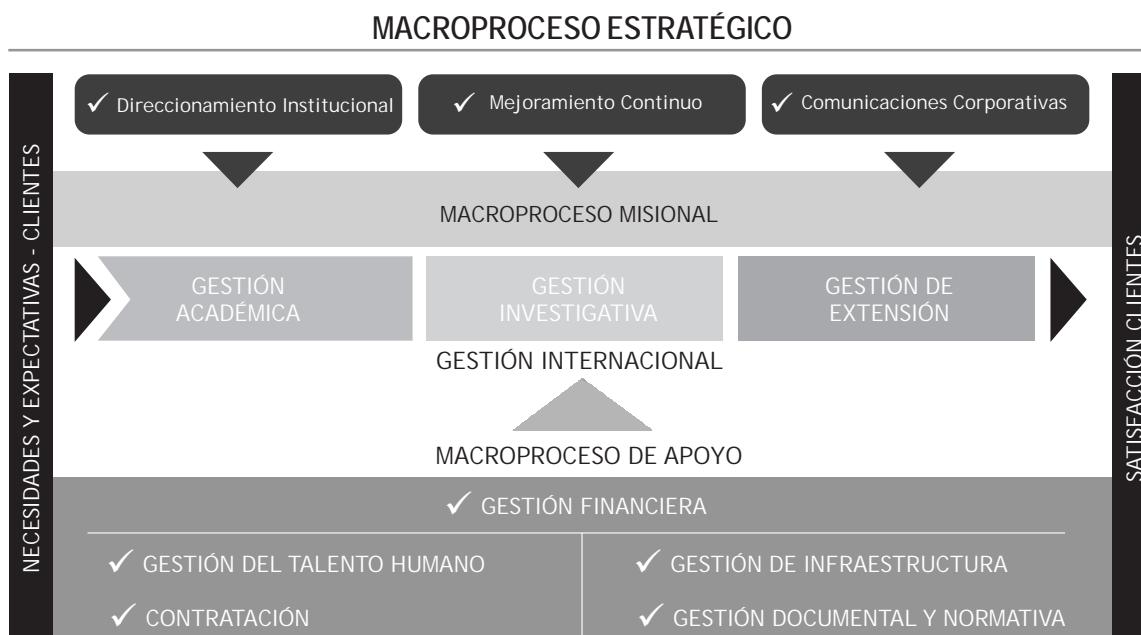 MACROPROCESO ESTRATÉGICO
NECESIDADES Y EXPECTATIVAS - CLIENTES
✓ Direccionamiento Institucional
✓ Mejoramiento Continuo
✓ Comunicaciones Corporativas
MACROPROCESO MISIONAL
GESTIÓN
ACADÉMICA
GESTIÓN
INVESTIGATIVA
GESTIÓN DE
EXTENSIÓN
GESTIÓN INTERNACIONAL
MACROPROCESO DE APOYO
✓ GESTIÓN FINANCIERA
✓ GESTIÓN DEL TALENTO HUMANO
✓ GESTIÓN DE INFRAESTRUCTURA
✓ CONTRATACIÓN
✓ GESTIÓN DOCUMENTAL Y NORMATIVA
SATISFACCIÓN CLIENTES